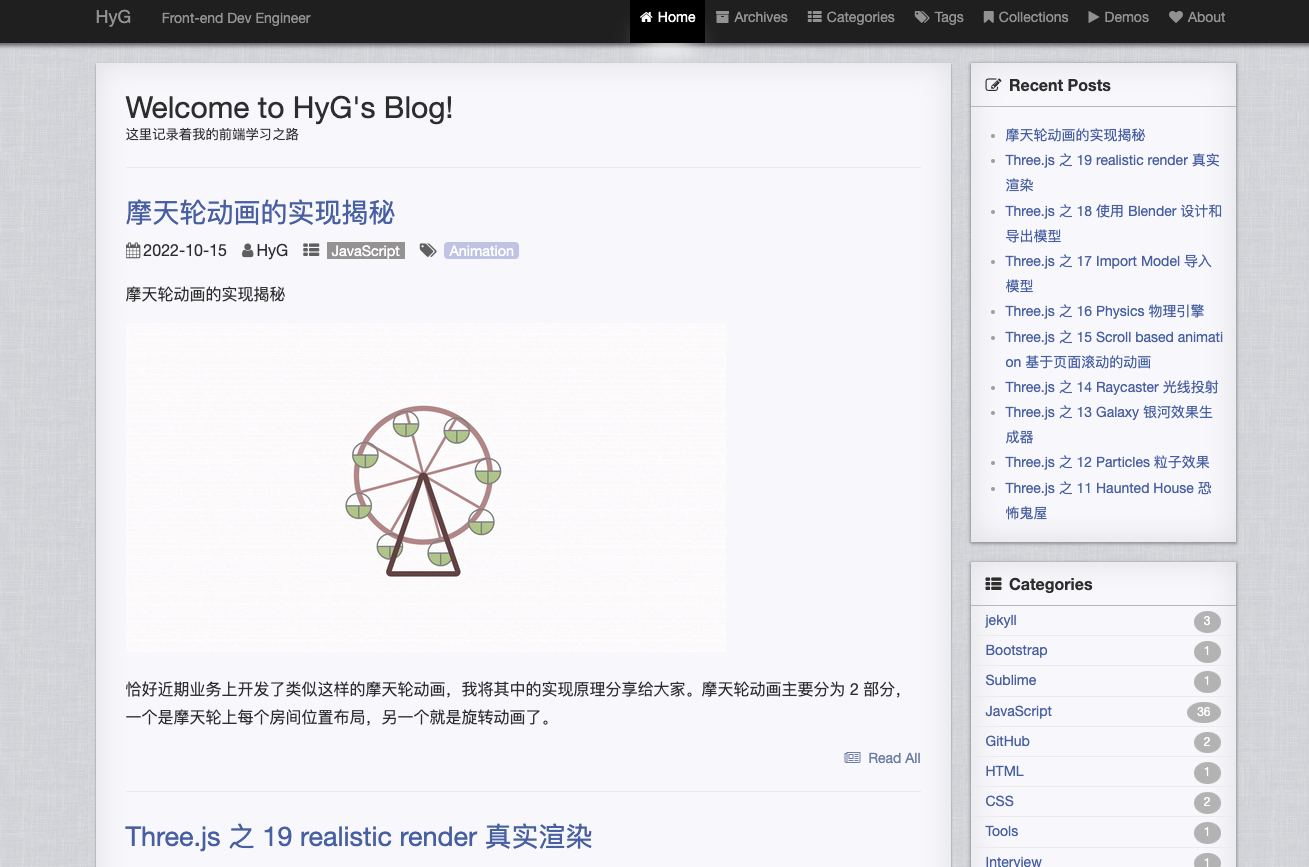 HyG Front-end Dev Engineer Home Archives Categories Tags Collections Demos About
Welcome to HyG's Blog!
这里记录着我的前端学习之路
摩天轮动画的实现揭秘
2022-10-15 HyG JavaScript Animation
摩天轮动画的实现揭秘
恰好近期业务上开发了类似这样的摩天轮动画，我将其中的实现原理分享给大家。摩天轮动画主要分为 2 部分，
一个是摩天轮上每个房间位置布局，另一个就是旋转动画了。
Read All
Three.js 之 19 realistic render 真实渲染
Recent Posts
摩天轮动画的实现揭秘
Three.js 之 19 realistic render 真实
渲染
Three.js 之 18 使用 Blender 设计和
导出模型
Three.js 之 17 Import Model 导入
模型
Three.js 之 16 Physics 物理引擎
Three.js 之 15 Scroll based animati
on 基于页面滚动的动画
Three.js 之 14 Raycaster 光线投射
Three.js 之 13 Galaxy 银河效果生
成器
Three.js 之 12 Particles 粒子效果
Three.js 之 11 Haunted House 恐
怖鬼屋
Categories
jekyll 3
Bootstrap 1
Sublime 1
JavaScript 36
GitHub 2
HTML 1
CSS 2
Tools 1
Interview 1